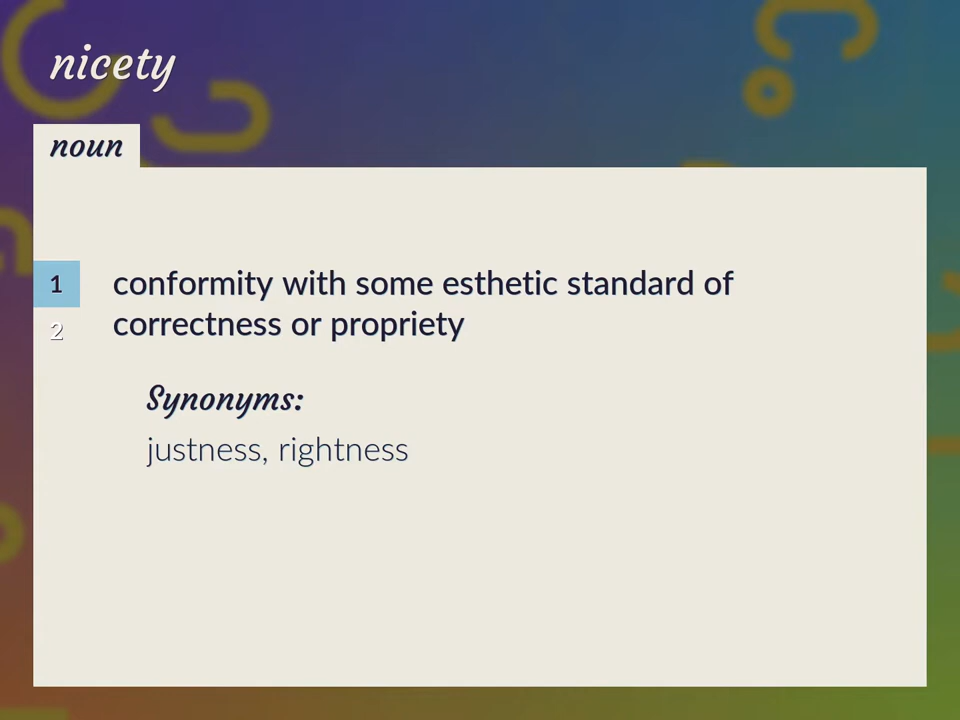 nicety
noun
1
conformity with some esthetic standard of
2
correctness or propriety
Synonyms:
justness, rightness